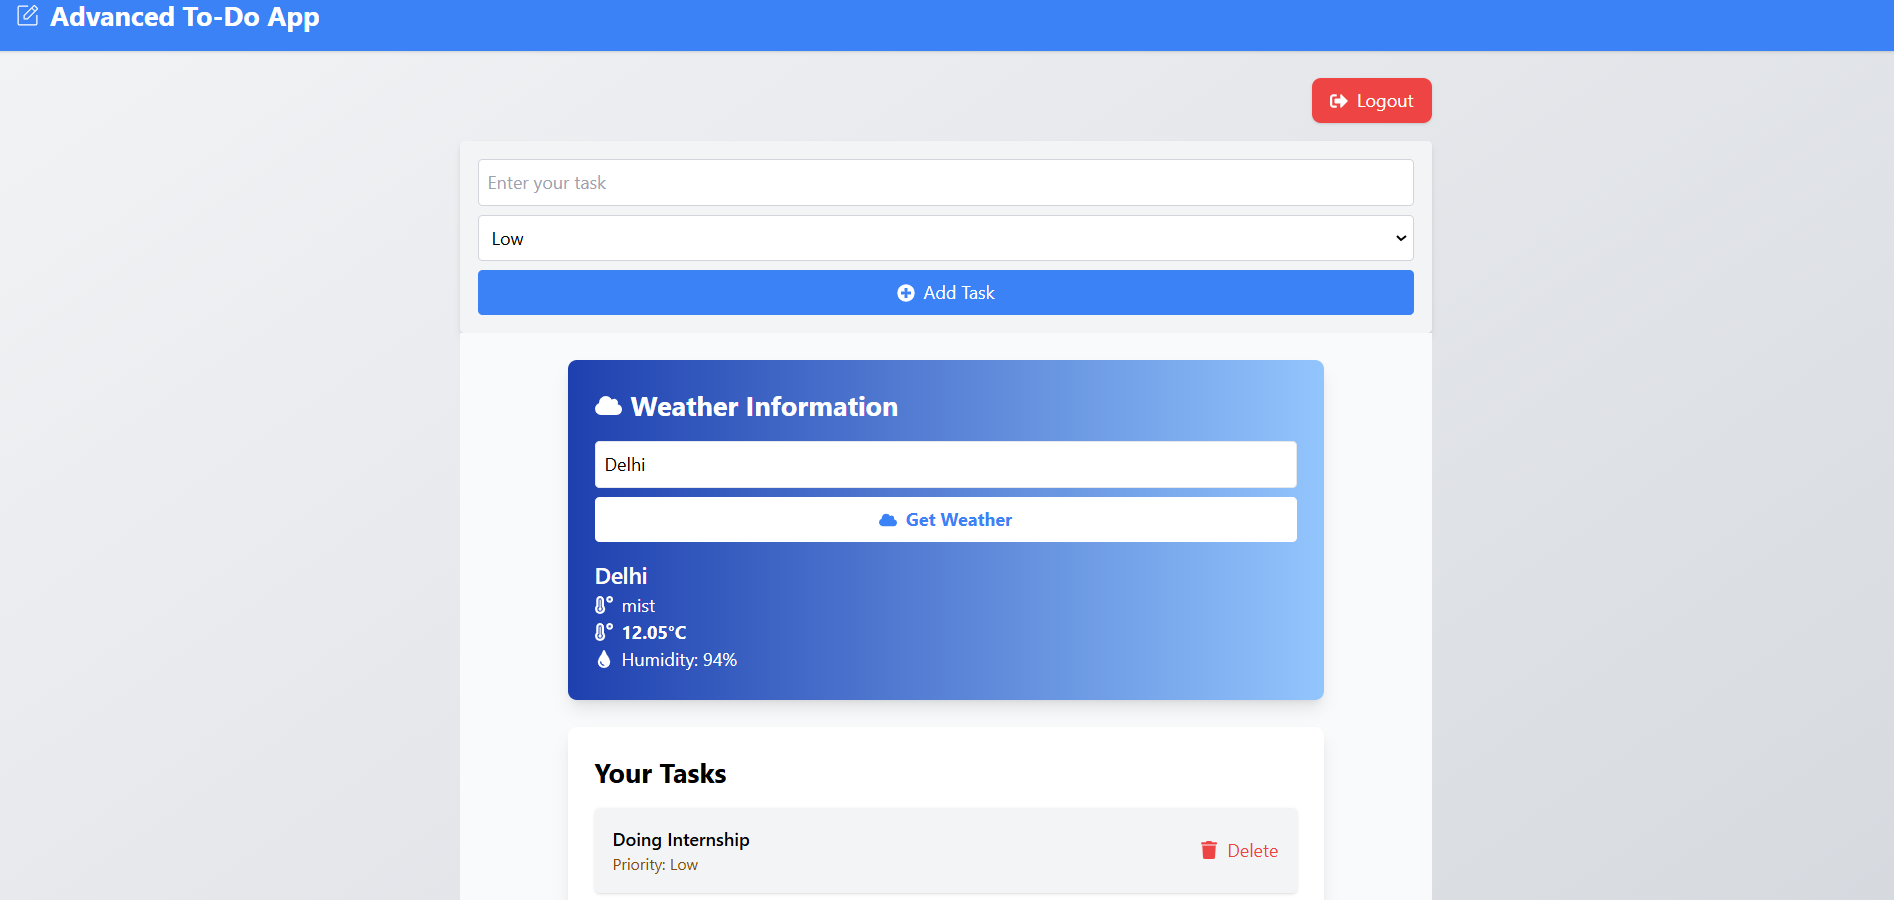 Advanced To-Do App
Logout
Enter your task
Low
Add Task
Weather Information
Delhi
Get Weather
Delhi
mist
12.05°C
Humidity: 94%
Your Tasks
Doing Internship
Priority: Low
Delete